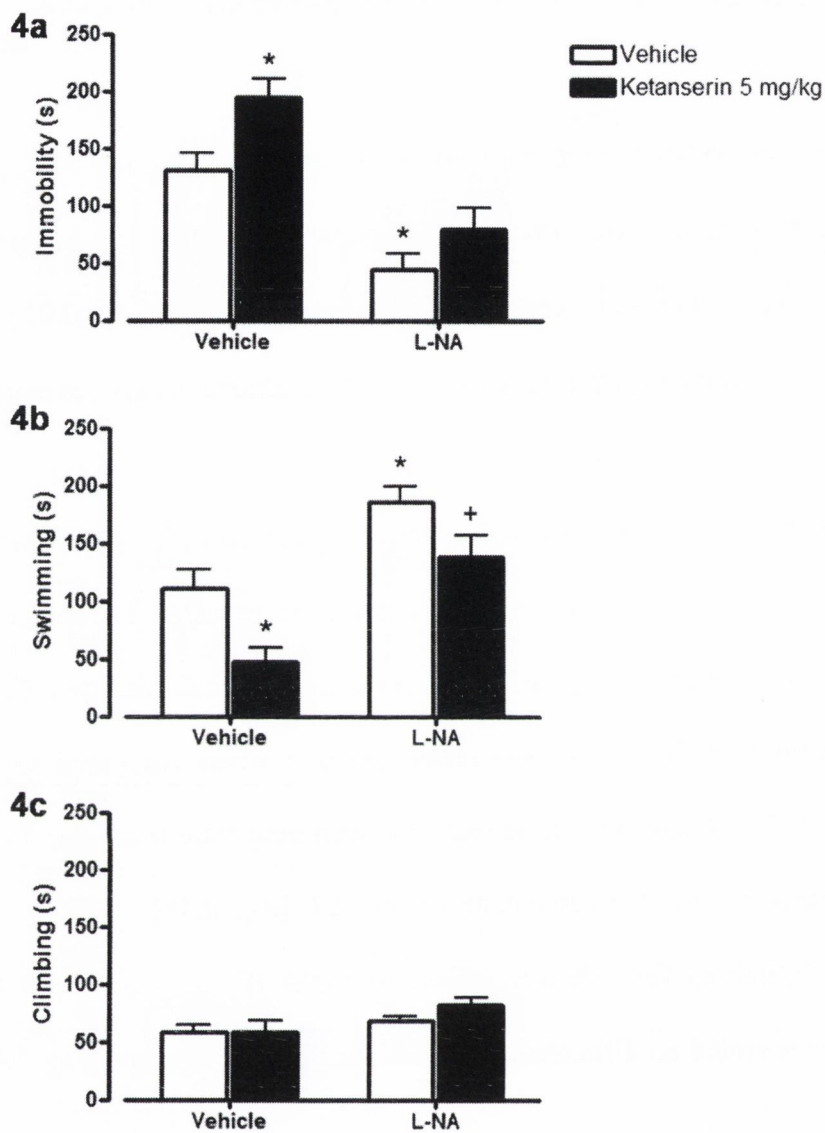 4a
Vehicle
Ketanserin 5 mg/kg
Immobility (s)
250
200
150
100
50
0
*
*
Vehicle
L-NA
4b
Swimming (s)
250
200
150
100
50
0
*
*
+
Vehicle
L-NA
4c
Climbing (s)
250
200
150
100
50
0
Vehicle
L-NA